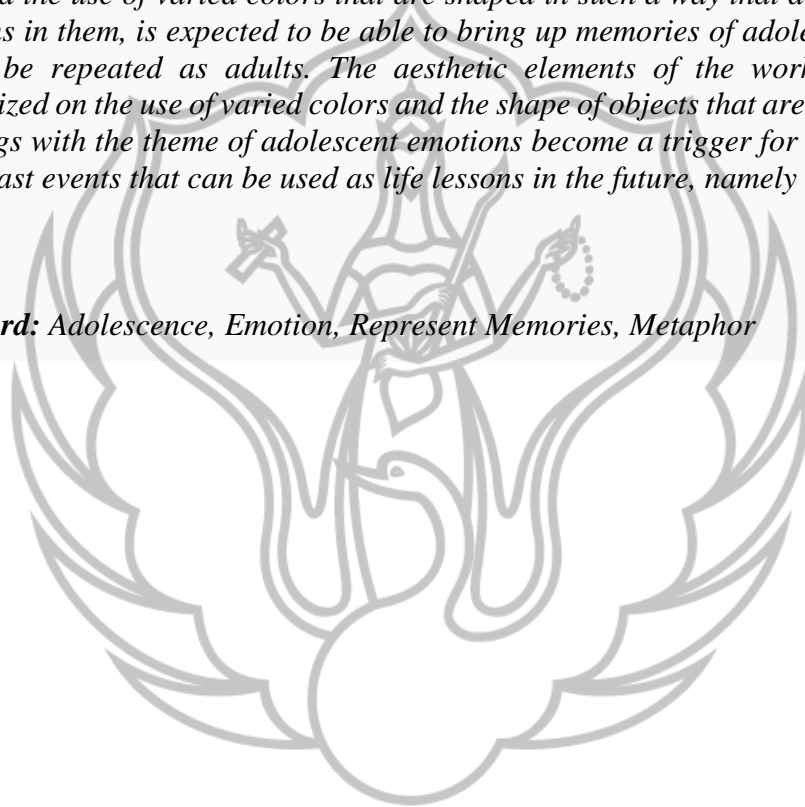 the use of varied colors that are shaped in such a way that
ns in them, is expected to be able to bring up memories of adole
be repeated as adults. The aesthetic elements of the wor
ized on the use of varied colors and the shape of objects that are
gs with the theme of adolescent emotions become a trigger for
ast events that can be used as life lessons in the future, namely
rd: Adolescence, Emotion, Represent Memories, Metaphor